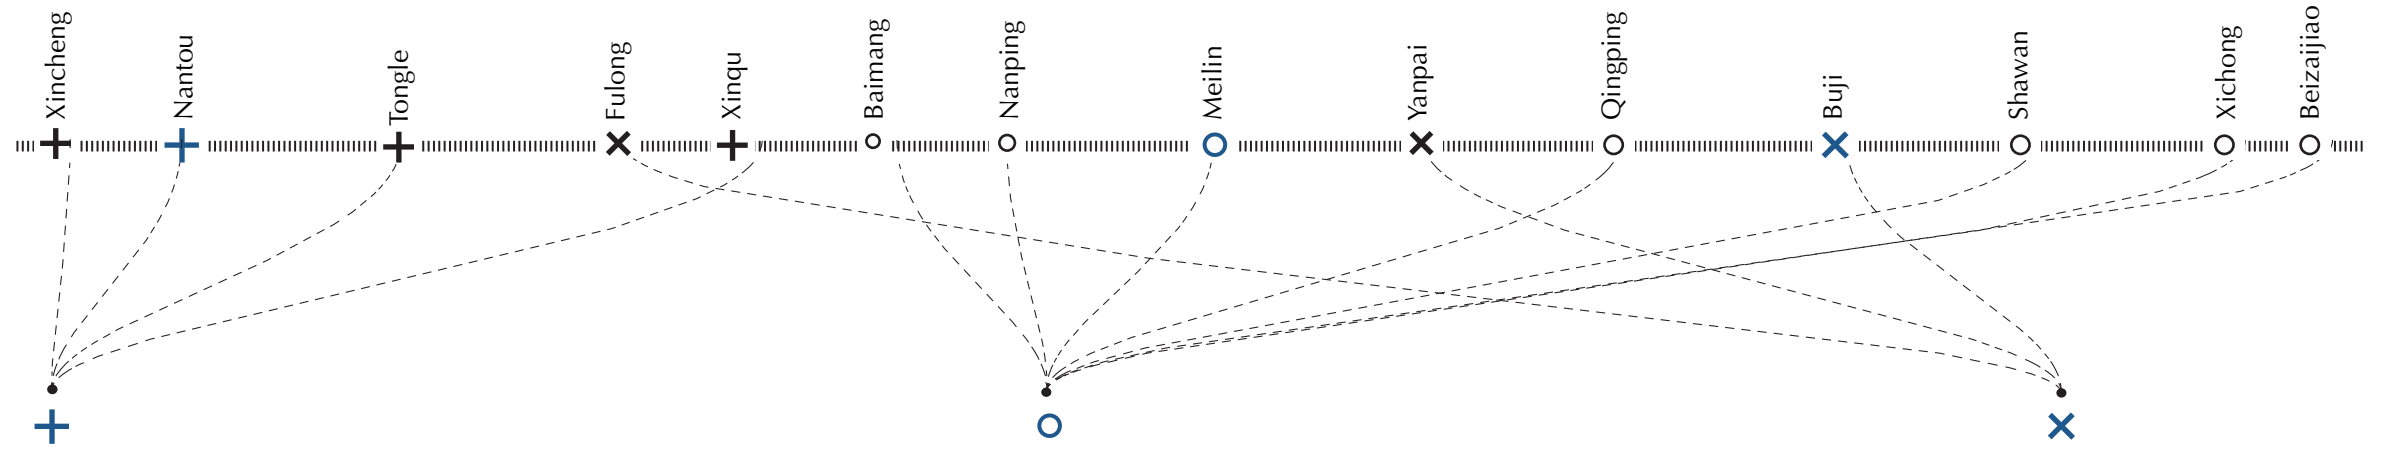 Xincheng
Nantou
Tongle
Fulong
Xinqu
Baimang
Nanping
Meilin
Yanpai
Qingping
Buji
Shawan
Xichong
Beizaijiao